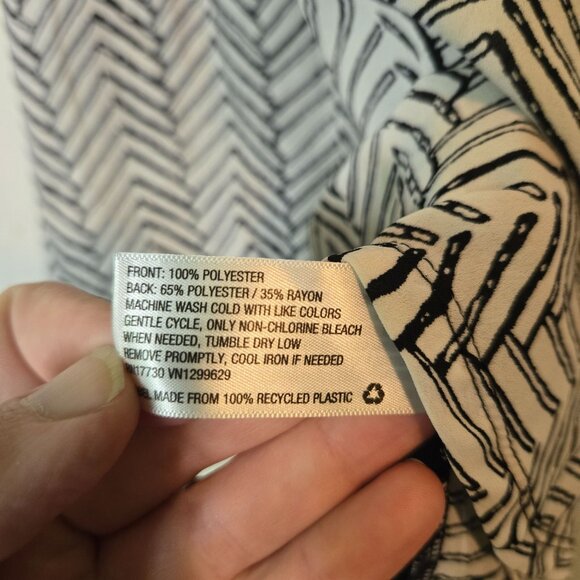 FRONT: 100% POLYESTER
BACK: 65% POLYESTER / 35% RAYON
MACHINE WASH COLD WITH LIKE COLORS
GENTLE CYCLE, ONLY NON-CHLORINE BLEACH
WHEN NEEDED, TUMBLE DRY LOW
REMOVE PROMPTLY, COOL IRON IF NEEDED
VN1299629
MADE FROM 100% RECYCLED PLASTIC